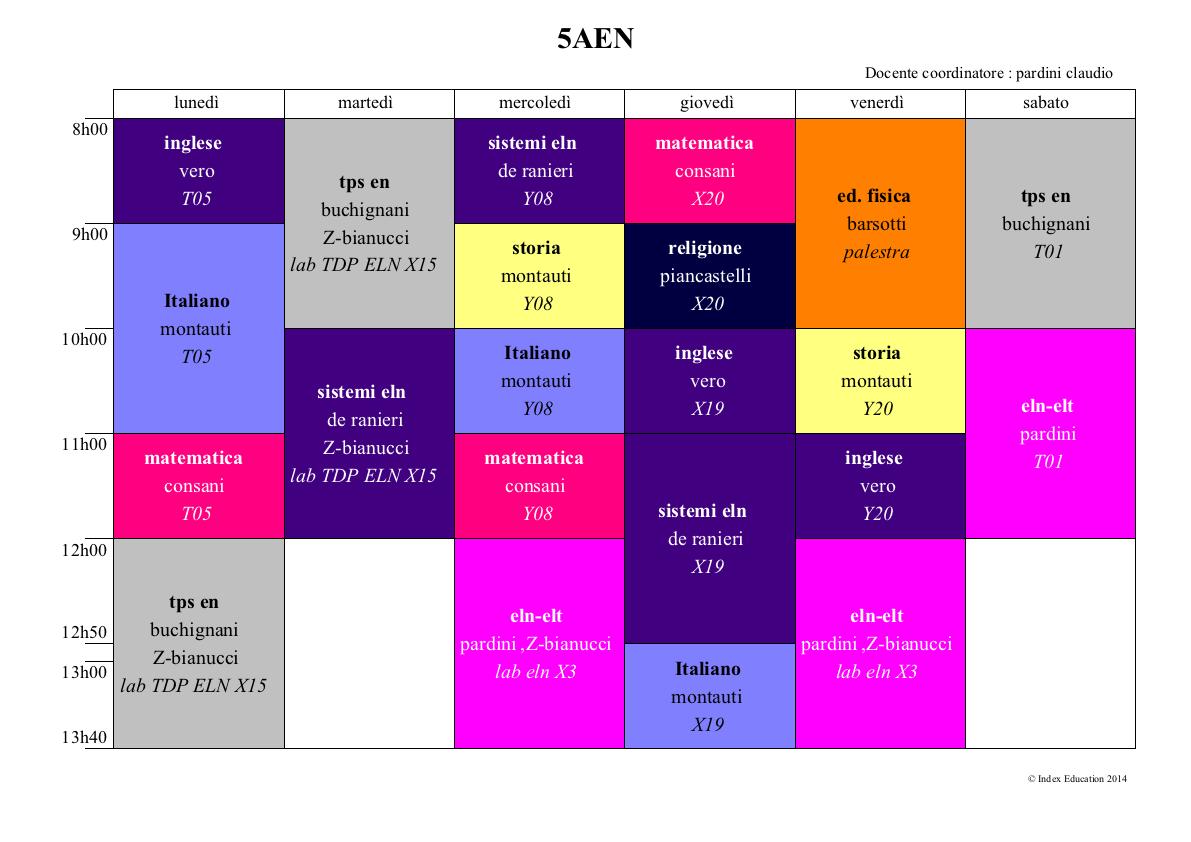 5AEN
Docente coordinatore : pardini claudio
lunedì martedì mercoledì giovedì venerdì sabato
8h00
9h00
10h00
11h00
12h00
12h50
13h00
13h40
inglese
vero
T05
Italiano
montauti
T05
matematica
consani
T05
tps en
buchignani
Z-bianucci
lab TDP ELN X15
tps en
buchignani
Z-bianucci
lab TDP ELN X15
sistemi eln
de ranieri
Z-bianucci
lab TDP ELN X15
sistemi eln
de ranieri
Y08
storia
montauti
Y08
Italiano
montauti
Y08
matematica
consani
Y08
eln-elt
pardini ,Z-bianucci
lab eln X3
matematica
consani
X20
religione
piancastelli
X20
inglese
vero
X19
sistemi eln
de ranieri
X19
Italiano
montauti
X19
ed. fisica
barsotti
palestra
storia
montauti
Y20
inglese
vero
Y20
eln-elt
pardini ,Z-bianucci
lab eln X3
tps en
buchignani
T01
eln-elt
pardini
T01
© Index Education 2014